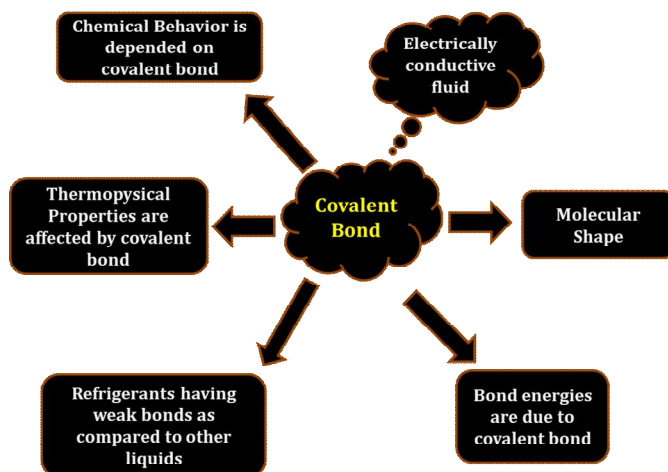 Chemical Behavior is
depended on
covalent bond
Electrically
conductive
fluid
Thermopysical
Properties are
affected by covalent
bond
Covalent
Bond
Molecular
Shape
Refrigerants having
weak bonds as
compared to other
liquids
Bond energies
are due to
covalent bond